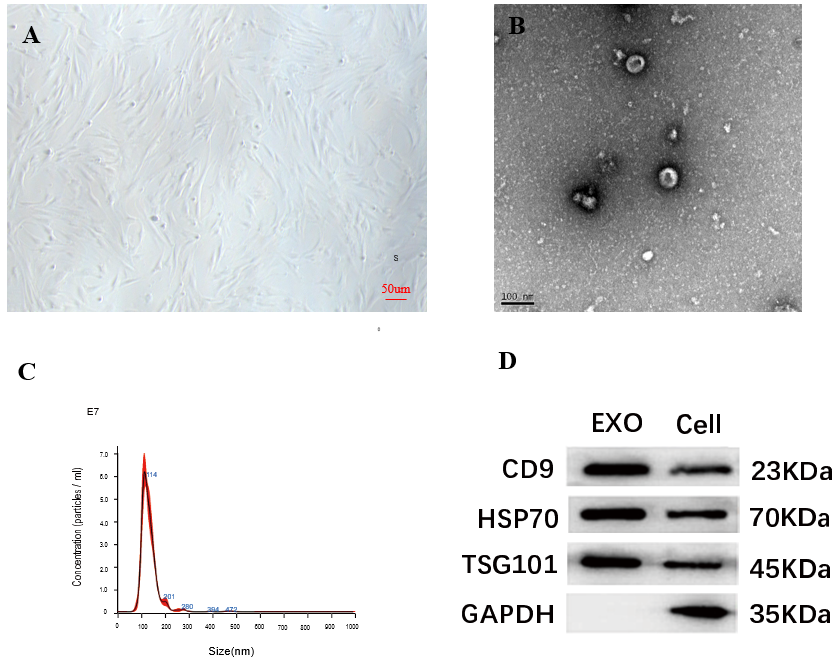 A
S
50um
B
100 nm
C
E7
Concentration (particles / ml)
7.0
6.0
5.0
4.0
3.0
2.0
1.0
0
114
201
280
394
472
0 100 200 300 400 500 600 700 800 900 1000
Size(nm)
D
EXO Cell
CD9 23KDa
HSP70 70KDa
TSG101 45KDa
GAPDH 35KDa